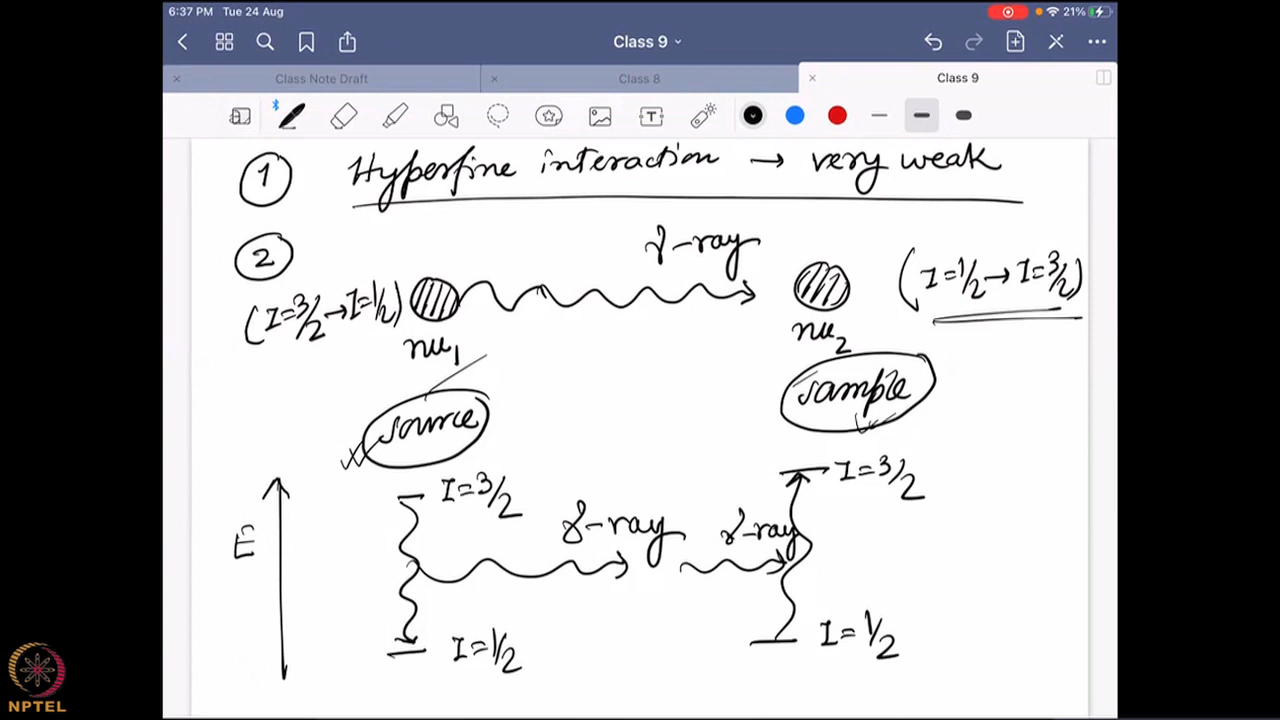 6:37 PM Tue 24 Aug
21%
Class 9
Class Note Draft
Class 8
Class 9
T
1 Hyperfine interaction → very weak
2
γ-ray
(I=3/2→I=1/2)
(I=1/2→I=3/2)
nu1
nu2
source
sample
I=3/2
I=3/2
γ-ray
γ-ray
E
I=1/2
I=1/2
NPTEL